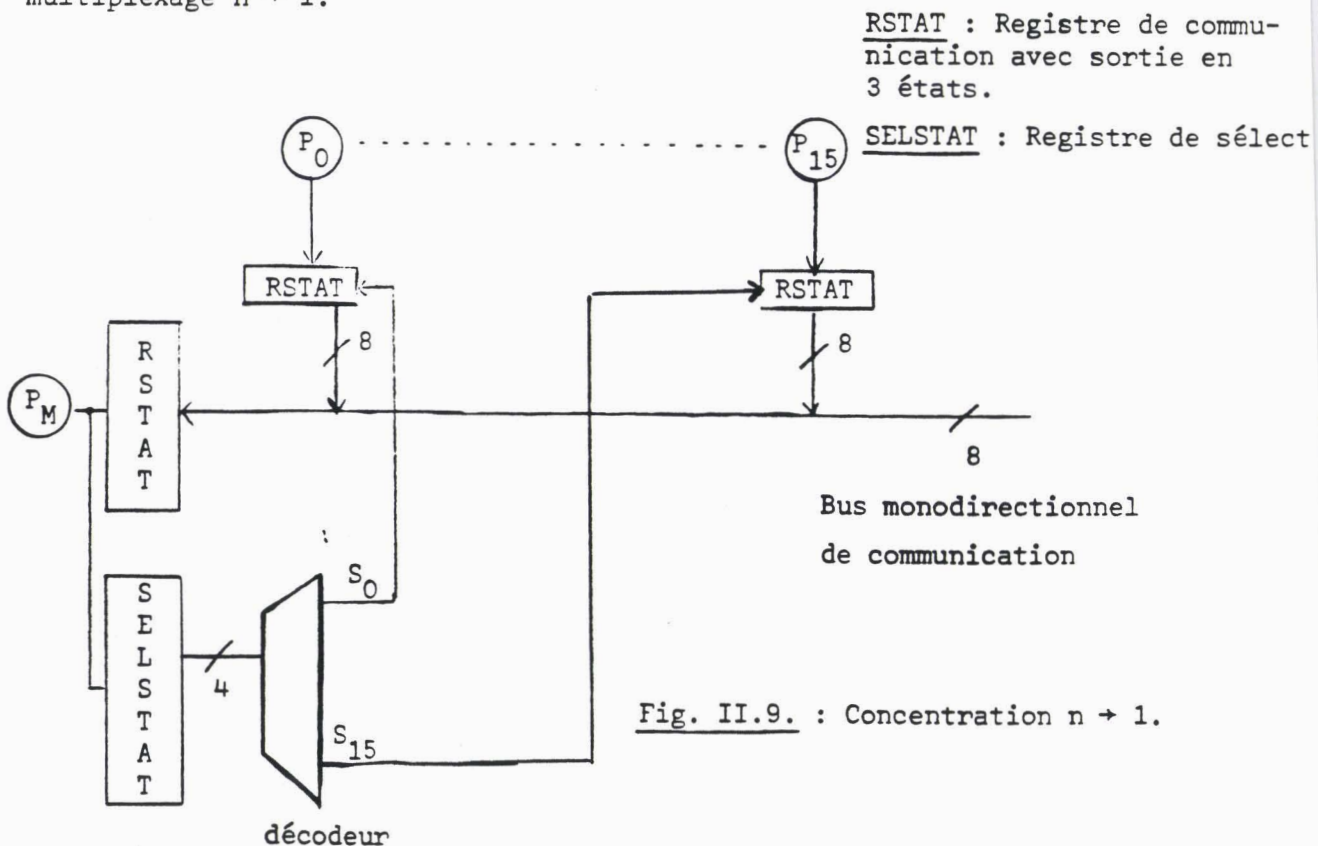 multiplexage n → 1.
RSTAT : Registre de commu-
nication avec sortie en
3 états.
SELSTAT : Registre de sélect
P0
P15
RSTAT
RSTAT
8
8
PM
R
S
T
A
T
8
Bus monodirectionnel
de communication
S0
S
E
L
S
T
A
T
4
S15
Fig. II.9. : Concentration n → 1.
décodeur